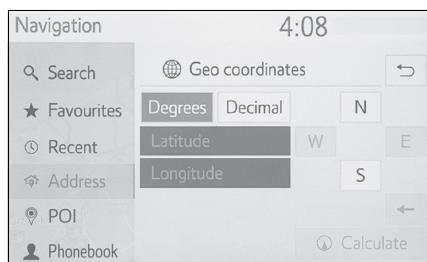 Navigation 4:08
Search
Geo coordinates
Favourites
Degrees Decimal N
Recent
Latitude W E
Address
Longitude S
POI
Phonebook
Calculate